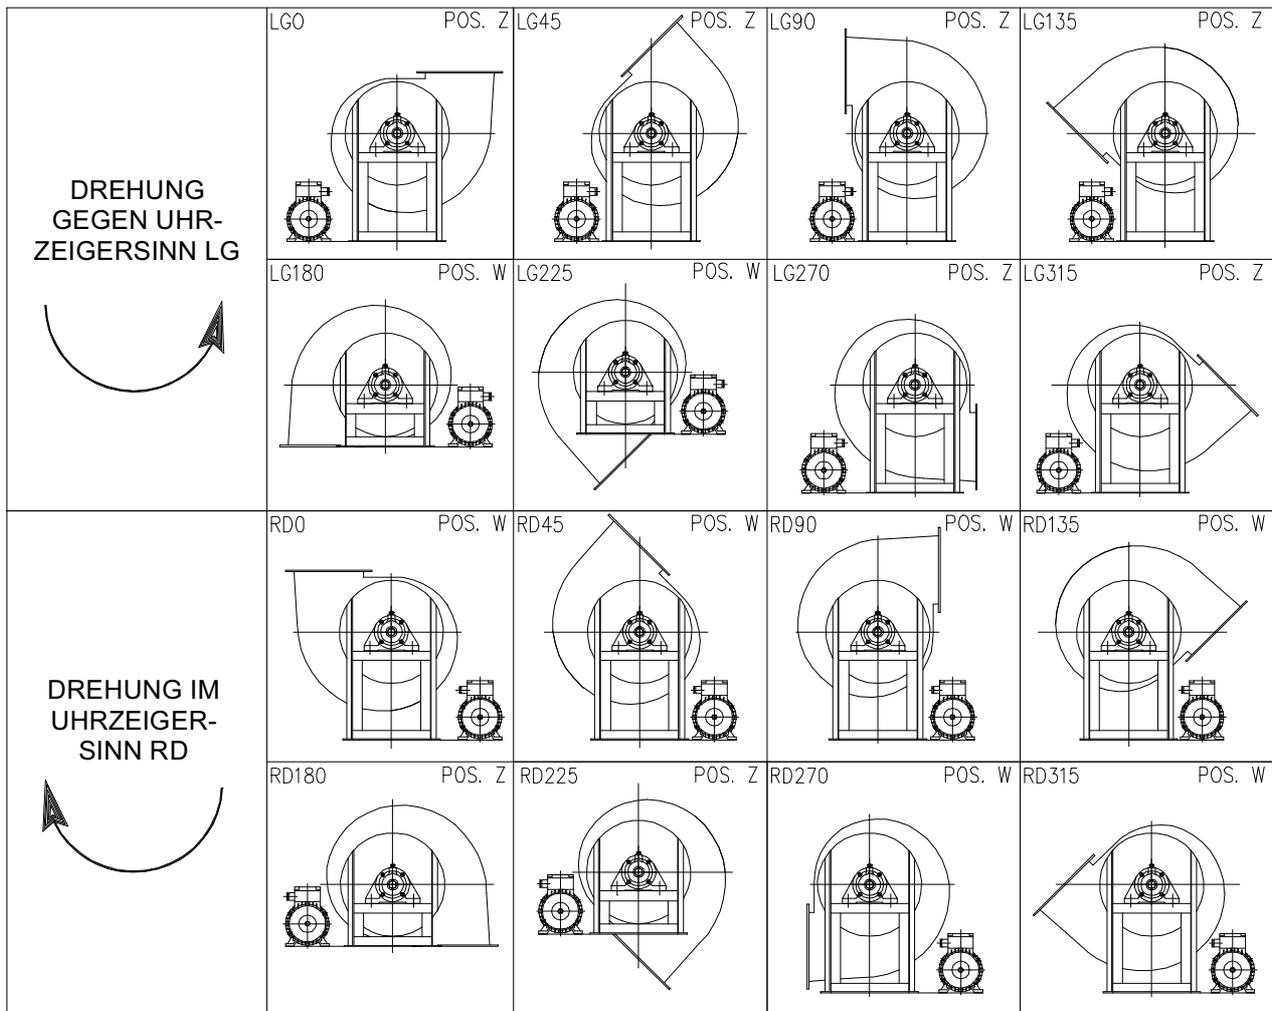 LG0 POS. Z
LG45 POS. Z
LG90 POS. Z
LG135 POS. Z
DREHUNG
GEGEN UHR-
ZEIGERSINN LG
LG180 POS. W
LG225 POS. W
LG270 POS. Z
LG315 POS. Z
RD0 POS. W
RD45 POS. W
RD90 POS. W
RD135 POS. W
DREHUNG IM
UHRZEIGER-
SINN RD
RD180 POS. Z
RD225 POS. Z
RD270 POS. W
RD315 POS. W